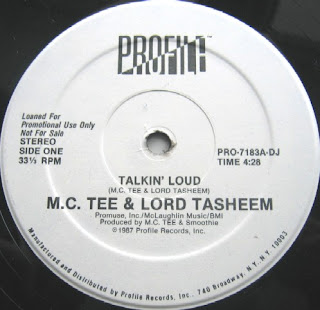 PROFILE™
Loaned For
Promotional Use Only
Not For Sale
STEREO
SIDE ONE
33⅓ RPM
PRO-7183A-DJ
TIME 4:28
TALKIN' LOUD
(M.C. TEE & LORD TASHEEM)
M.C. TEE & LORD TASHEEM
Promuse, Inc/McLaughlin Music/BMI
Produced by M.C. TEE & Smoothie
©1987 Profile Records, Inc.
Manufactured and Distributed by Profile Records, Inc. 740 Broadway, N.Y. N.Y. 10003